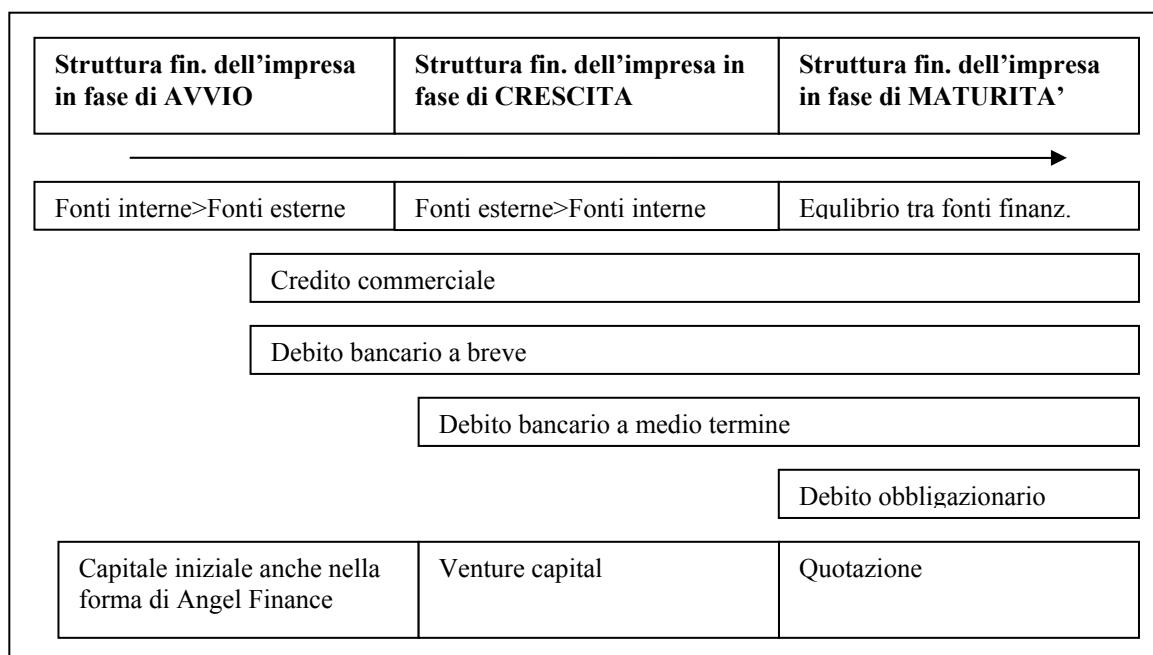 Struttura fin. dell'impresa
in fase di AVVIO
Struttura fin. dell'impresa in
fase di CRESCITA
Struttura fin. dell'impresa
in fase di MATURITA'
Fonti interne>Fonti esterne
Fonti esterne>Fonti interne
Equlibrio tra fonti finanz.
Credito commerciale
Debito bancario a breve
Debito bancario a medio termine
Debito obbligazionario
Capitale iniziale anche nella
forma di Angel Finance
Venture capital
Quotazione